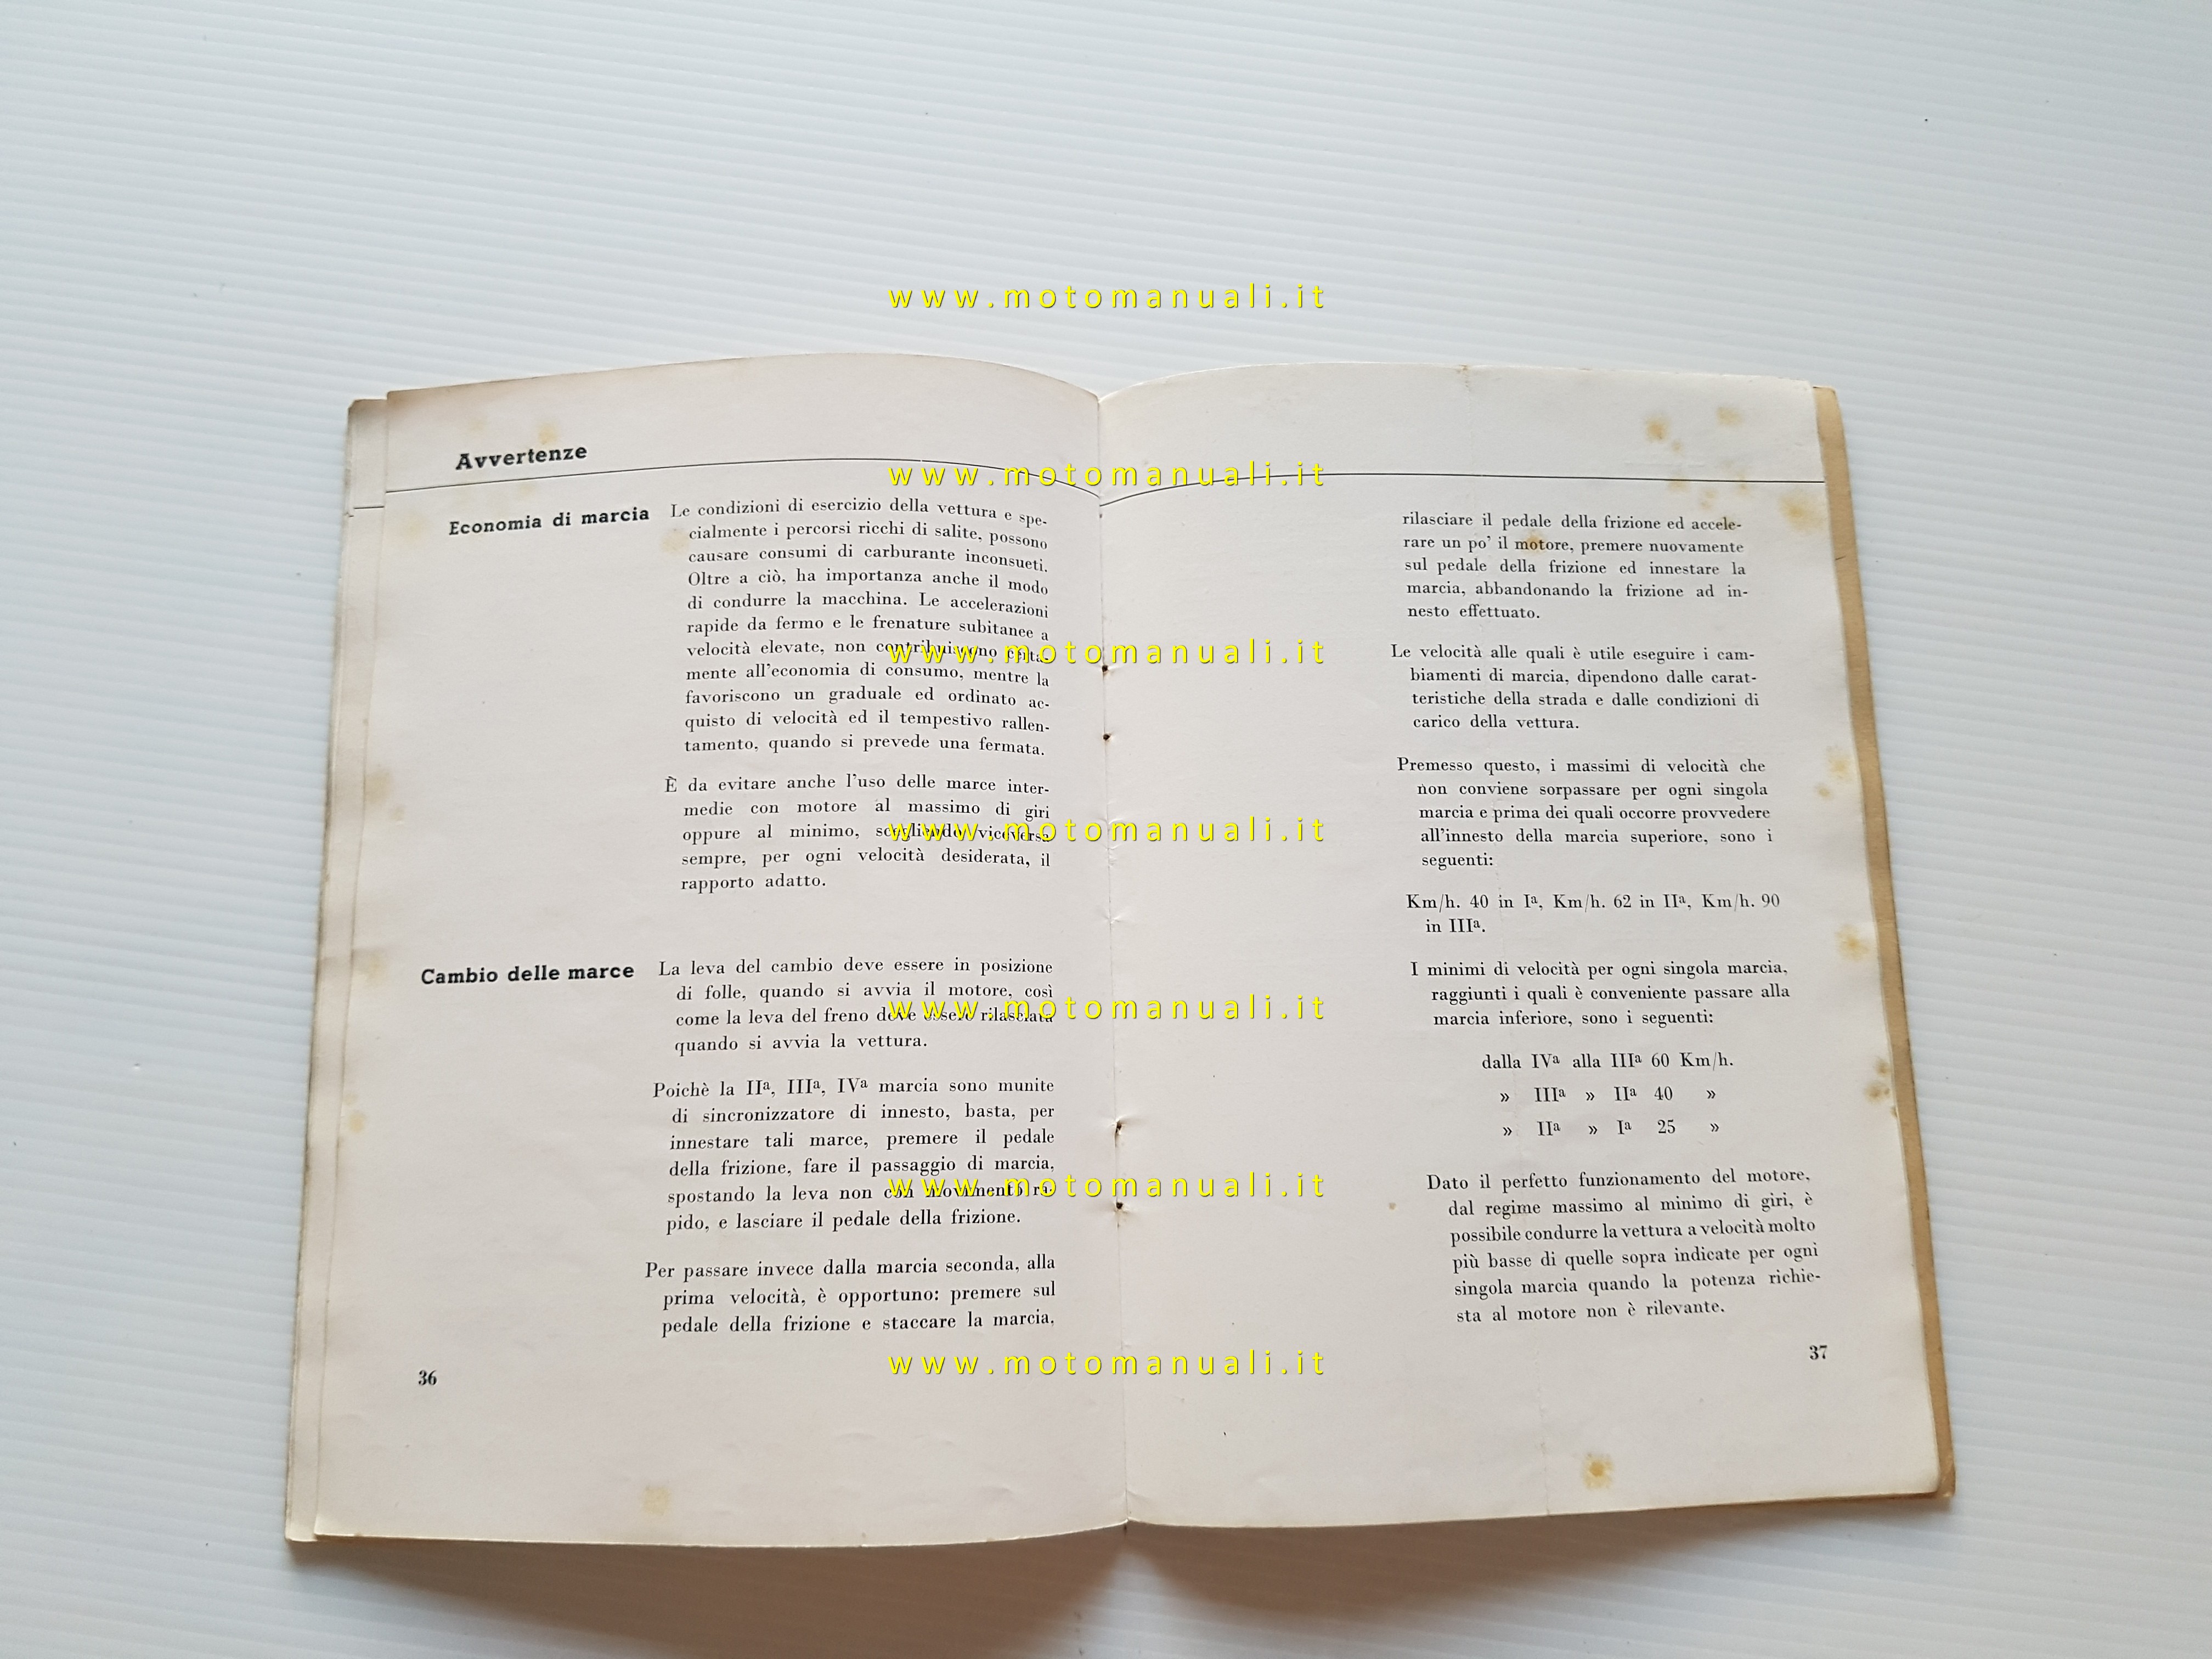 www.motomanuali.it
Avvertenze
www.motomanuali.it
Economia di marcia
Le condizioni di esercizio della vettura e spe-
cialmente i percorsi ricchi di salite, possono
causare consumi di carburante inconsueti.
Oltre a ciò, ha importanza anche il modo
di condurre la macchina. Le accelerazioni
rapide da fermo e le frenature subitanee a
velocità elevate, non contribuiscono certa-
www.motomanuali.it
mente all'economia di consumo, mentre la
favoriscono un graduale ed ordinato ac-
quisto di velocità ed il tempestivo rallen-
tamento, quando si prevede una fermata.
È da evitare anche l'uso delle marce inter-
medie con motore al massimo di giri
oppure al minimo, scegliendo viceversa
www.motomanuali.it
sempre, per ogni velocità desiderata, il
rapporto adatto.
Cambio delle marce
La leva del cambio deve essere in posizione
di folle, quando si avvia il motore, così
come la leva del freno deve essere rilasciata
www.motomanuali.it
quando si avvia la vettura.
Poichè la IIª, IIIª, IVª marcia sono munite
di sincronizzatore di innesto, basta, per
innestare tali marce, premere il pedale
della frizione, fare il passaggio di marcia,
spostando la leva non con movimento ra-
www.motomanuali.it
pido, e lasciare il pedale della frizione.
Per passare invece dalla marcia seconda, alla
prima velocità, è opportuno: premere sul
pedale della frizione e staccare la marcia,
www.motomanuali.it
36
rilasciare il pedale della frizione ed accele-
rare un po' il motore, premere nuovamente
sul pedale della frizione ed innestare la
marcia, abbandonando la frizione ad in-
nesto effettuato.
Le velocità alle quali è utile eseguire i cam-
biamenti di marcia, dipendono dalle carat-
teristiche della strada e dalle condizioni di
carico della vettura.
Premesso questo, i massimi di velocità che
non conviene sorpassare per ogni singola
marcia e prima dei quali occorre provvedere
all'innesto della marcia superiore, sono i
seguenti:
Km/h. 40 in Iª, Km/h. 62 in IIª, Km/h. 90
in IIIª.
I minimi di velocità per ogni singola marcia,
raggiunti i quali è conveniente passare alla
marcia inferiore, sono i seguenti:
dalla IVª alla IIIª 60 Km/h.
» IIIª » IIª 40 »
» IIª » Iª 25 »
Dato il perfetto funzionamento del motore,
dal regime massimo al minimo di giri, è
possibile condurre la vettura a velocità molto
più basse di quelle sopra indicate per ogni
singola marcia quando la potenza richie-
sta al motore non è rilevante.
37